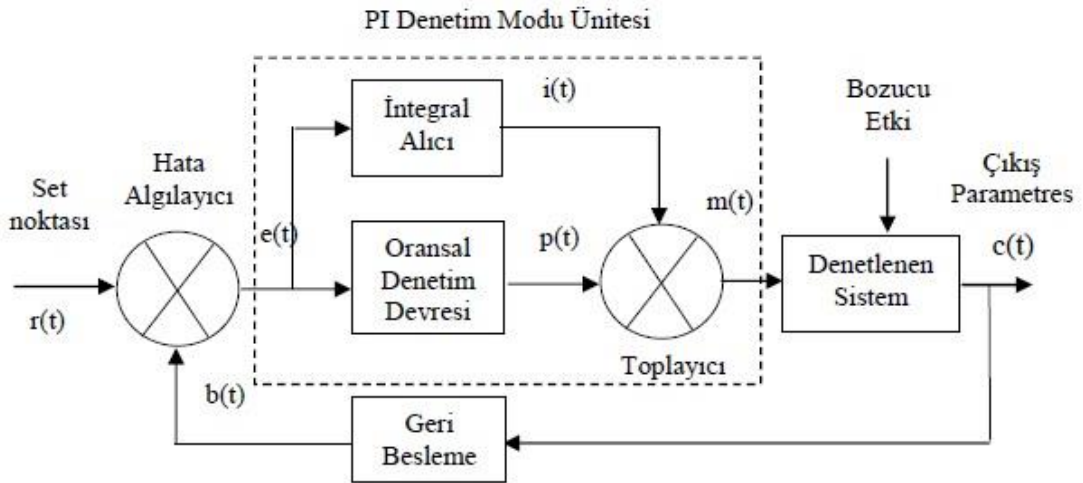 PI Denetim Modu Ünitesi
İntegral
Alıcı
i(t)
Bozucu
Etki
Hata
Algılayıcı
Set
noktası
Çıkış
Parametres
e(t)
Oransal
Denetim
Devresi
p(t)
m(t)
Denetlenen
Sistem
c(t)
r(t)
Toplayıcı
b(t)
Geri
Besleme